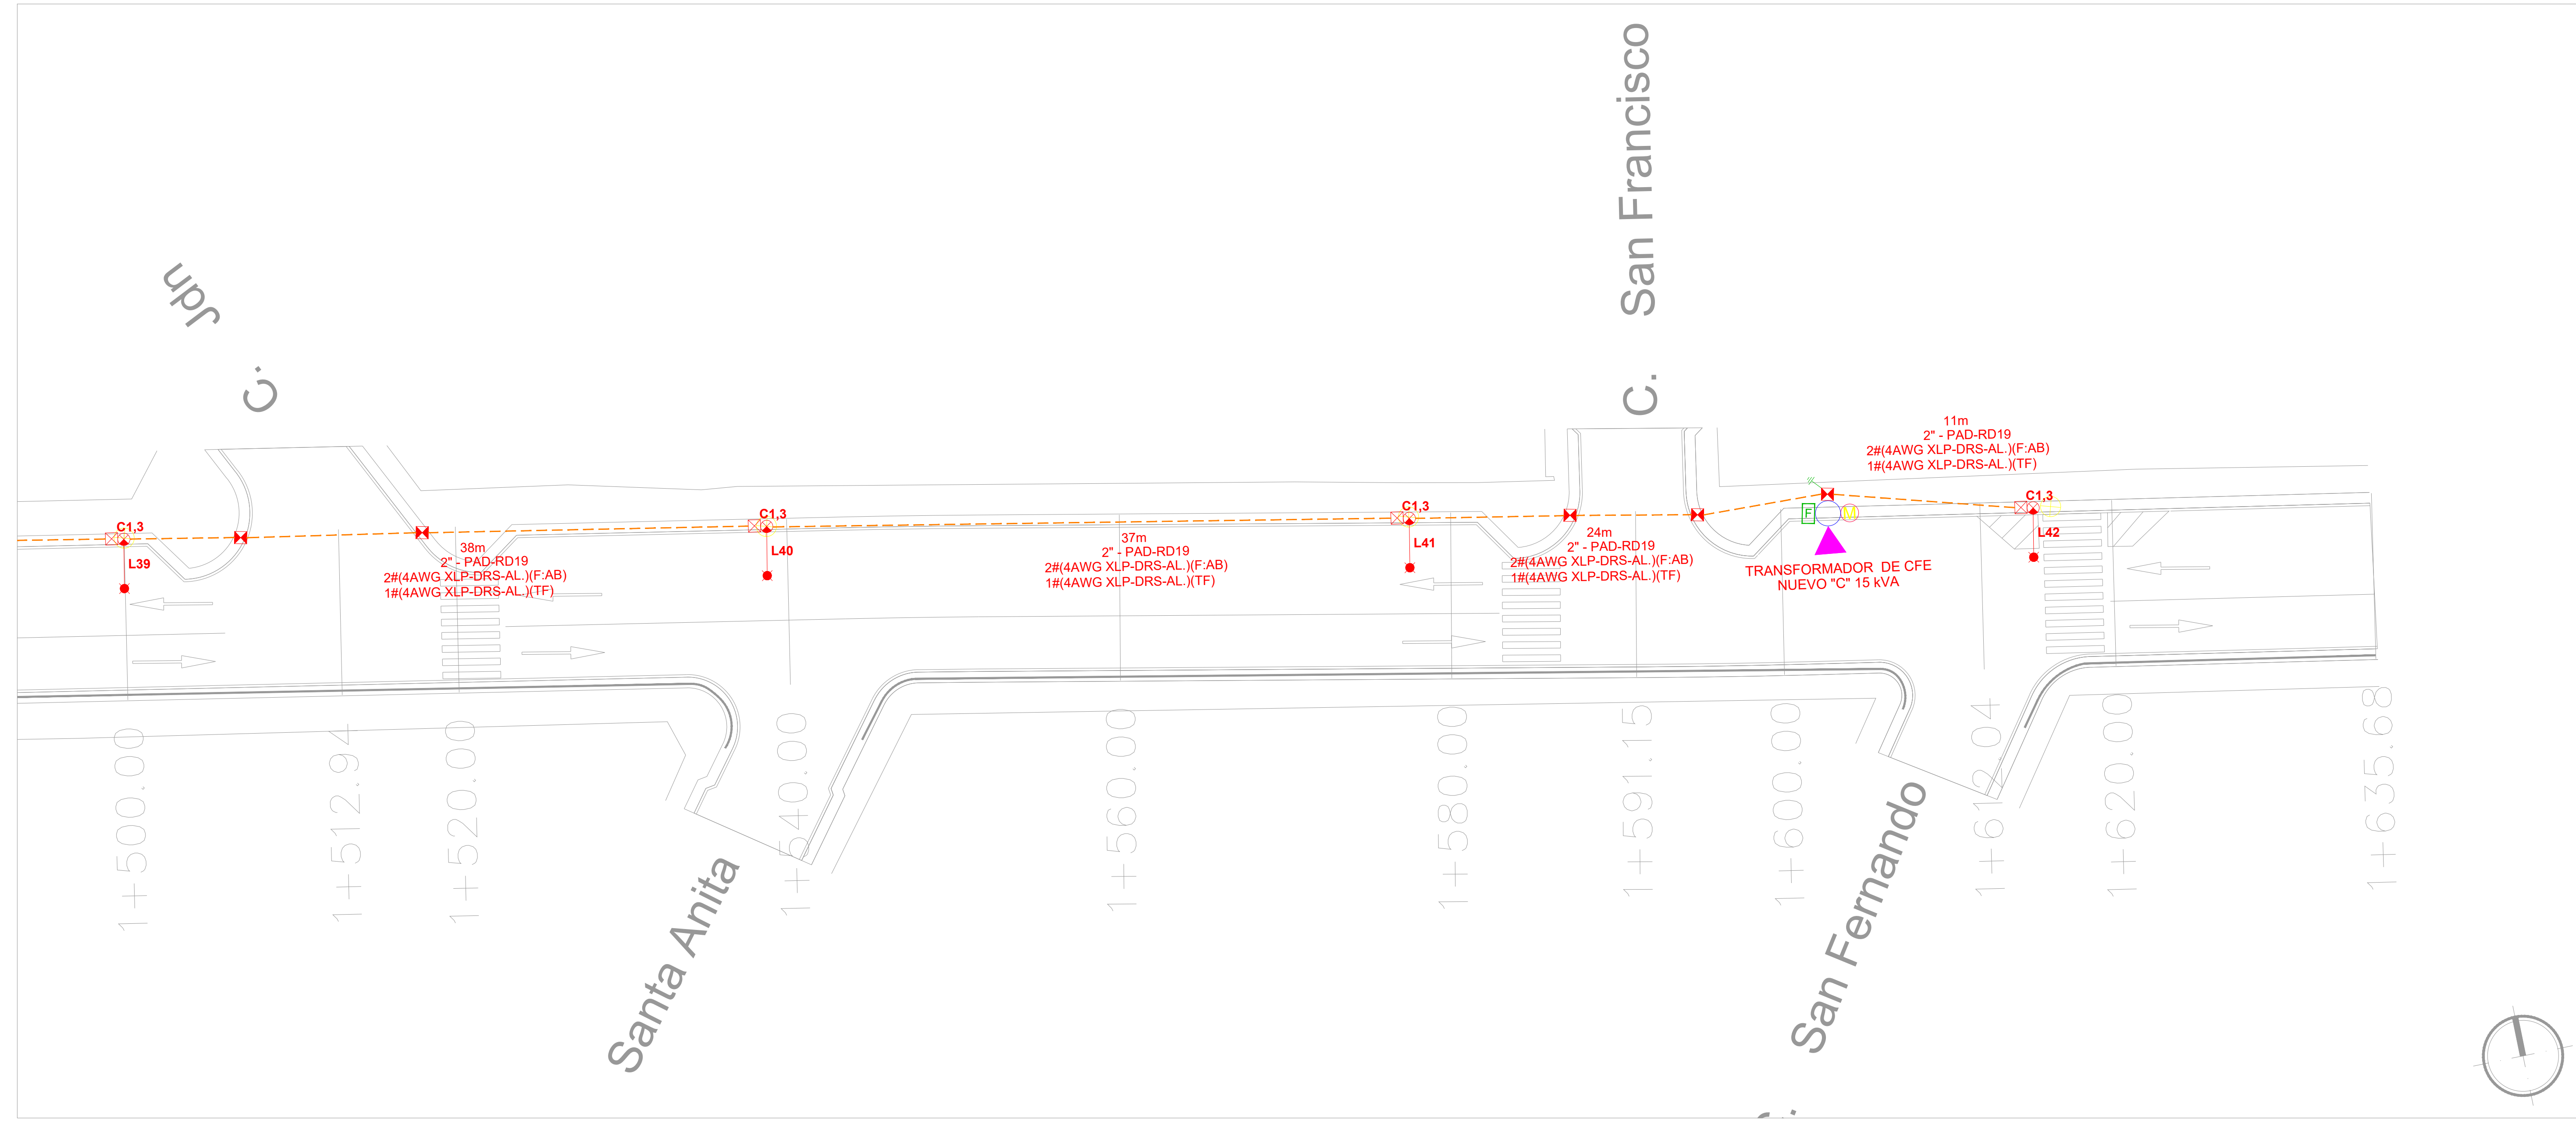 C. San Francisco
C. Jdn
11m
2" - PAD-RD19
2#(4AWG XLP-DRS-AL.)(F:AB)
1#(4AWG XLP-DRS-AL.)(TF)
C1,3
L39
38m
2" - PAD-RD19
2#(4AWG XLP-DRS-AL.)(F:AB)
1#(4AWG XLP-DRS-AL.)(TF)
C1,3
L40
37m
2" - PAD-RD19
2#(4AWG XLP-DRS-AL.)(F:AB)
1#(4AWG XLP-DRS-AL.)(TF)
C1,3
L41
24m
2" - PAD-RD19
2#(4AWG XLP-DRS-AL.)(F:AB)
1#(4AWG XLP-DRS-AL.)(TF)
F
M
TRANSFORMADOR DE CFE
NUEVO "C" 15 kVA
C1,3
L42
1+500.00
1+512.94
1+520.00
1+540.00
1+560.00
1+580.00
1+591.15
1+600.00
1+612.04
1+620.00
1+635.68
Santa Anita
San Fernando